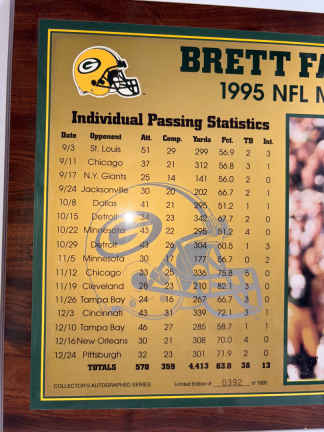 BRETT FA
1995 NFL M
Individual Passing Statistics
Date Opponent Att. Comp. Yards Pct. TD Int.
9/3 St. Louis 51 29 299 56.9 2 3
9/11 Chicago 37 21 312 56.8 3 1
9/17 N.Y. Giants 25 14 141 56.0 2 0
9/24 Jacksonville 30 20 202 66.7 2 1
10/8 Dallas 41 21 295 51.2 1
10/15 Detroit 34 23 342 67.7 2 0
10/22 Minnesota 43 22 295 51.2 4 0
10/29 Detroit 43 26 304 60.5 1 3
11/5 Minnesota 30 177 56.7 0 2
11/12 Chicago 33 25 336 75.8 5 0
11/19 Cleveland 28 23 210 82.1 3
11/26 Tampa Bay 24 16 267 66.7 3 0
12/3 Cincinnati 43 31 339 72.1 3 1
12/10 Tampa Bay 46 27 285 58.7 1 1
12/16 New Orleans 30 21 308 70.0 4 0
12/24 Pittsburgh 32 23 301 71.9 2 0
TOTALS 570 359 4,413 63.0 38 13
COLLECTOR'S AUTOGRAPHED SERIES Limited Edition # 0392 of 1995